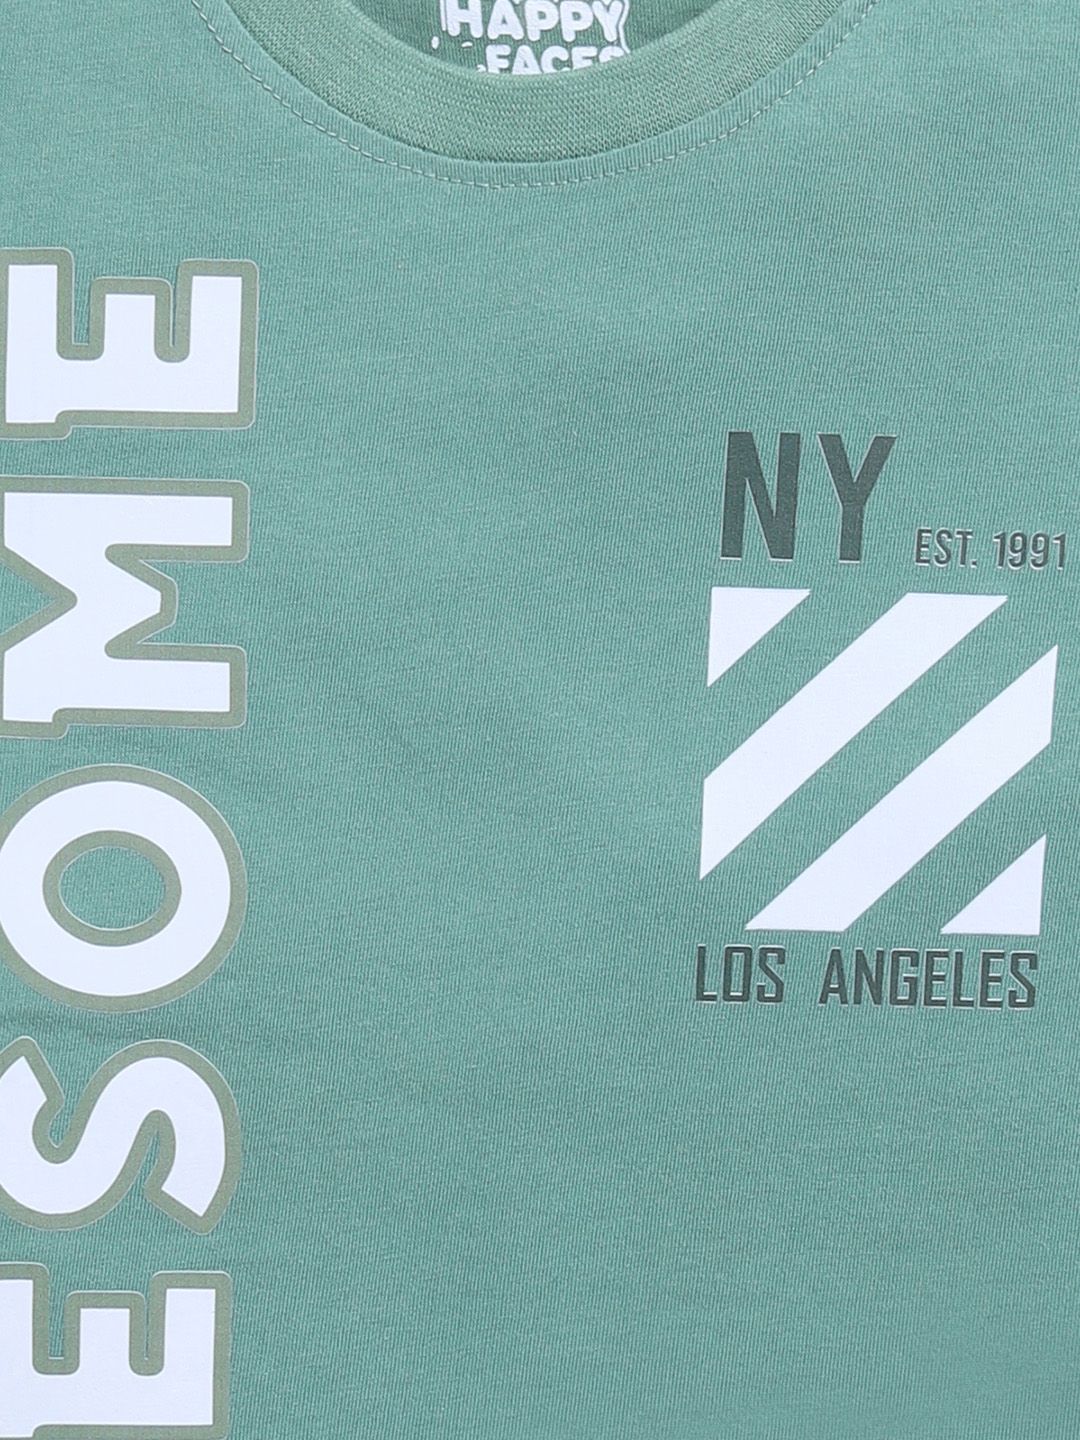 HAPPY
FACES
ESOME
NY
EST. 1991
LOS ANGELES